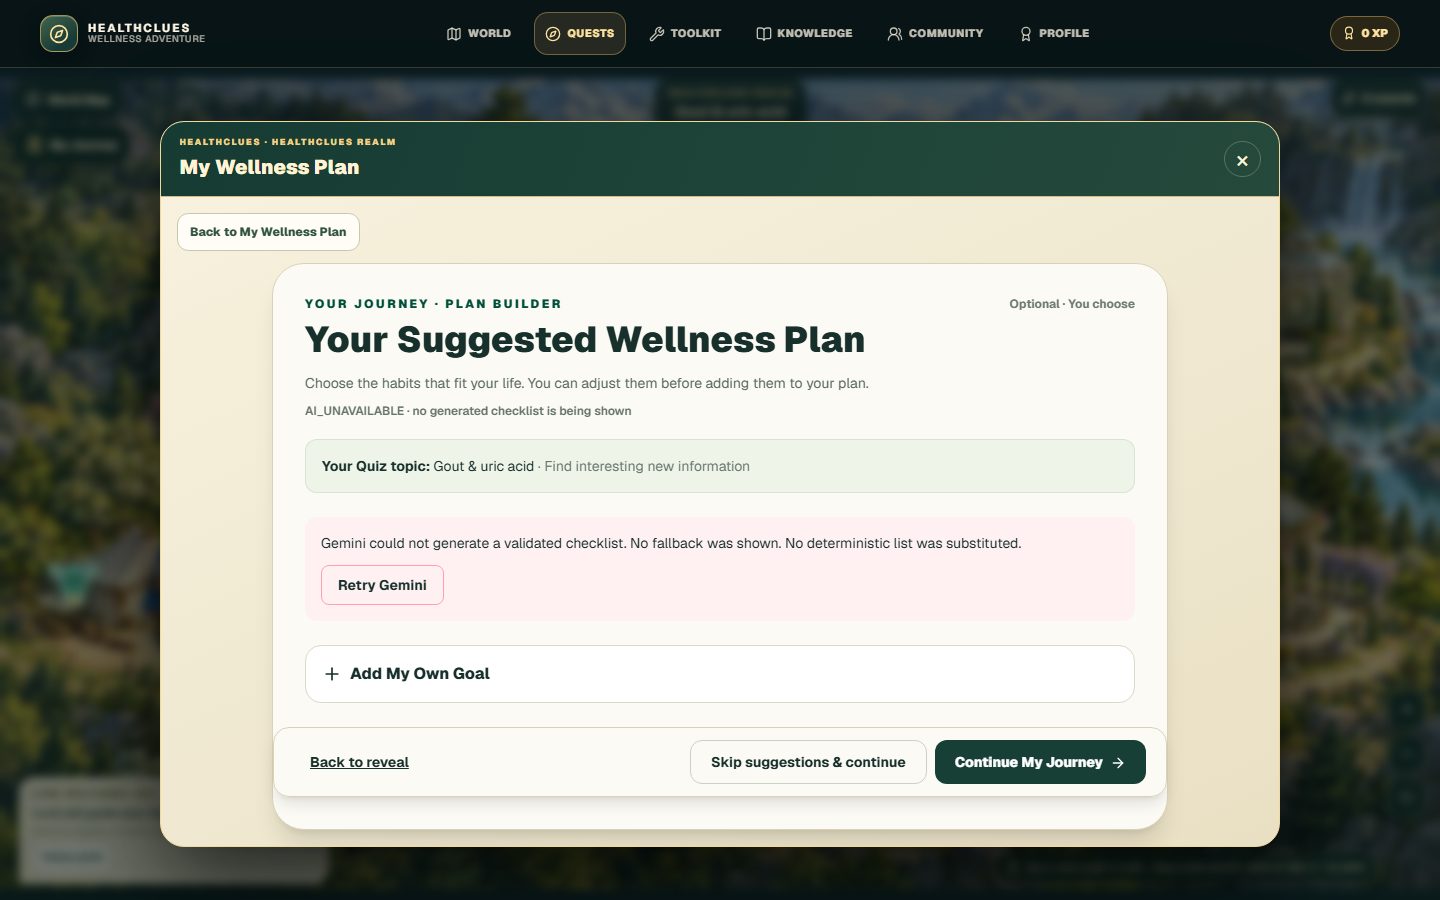 HEALTHCLUES
WELLNESS ADVENTURE
WORLD
QUESTS
TOOLKIT
KNOWLEDGE
COMMUNITY
PROFILE
0 XP
HEALTHCLUES · HEALTHCLUES REALM
My Wellness Plan
Back to My Wellness Plan
YOUR JOURNEY · PLAN BUILDER
Optional · You choose
Your Suggested Wellness Plan
Choose the habits that fit your life. You can adjust them before adding them to your plan.
AI_UNAVAILABLE · no generated checklist is being shown
Your Quiz topic: Gout & uric acid · Find interesting new information
Gemini could not generate a validated checklist. No fallback was shown. No deterministic list was substituted.
Retry Gemini
Add My Own Goal
Back to reveal
Skip suggestions & continue
Continue My Journey